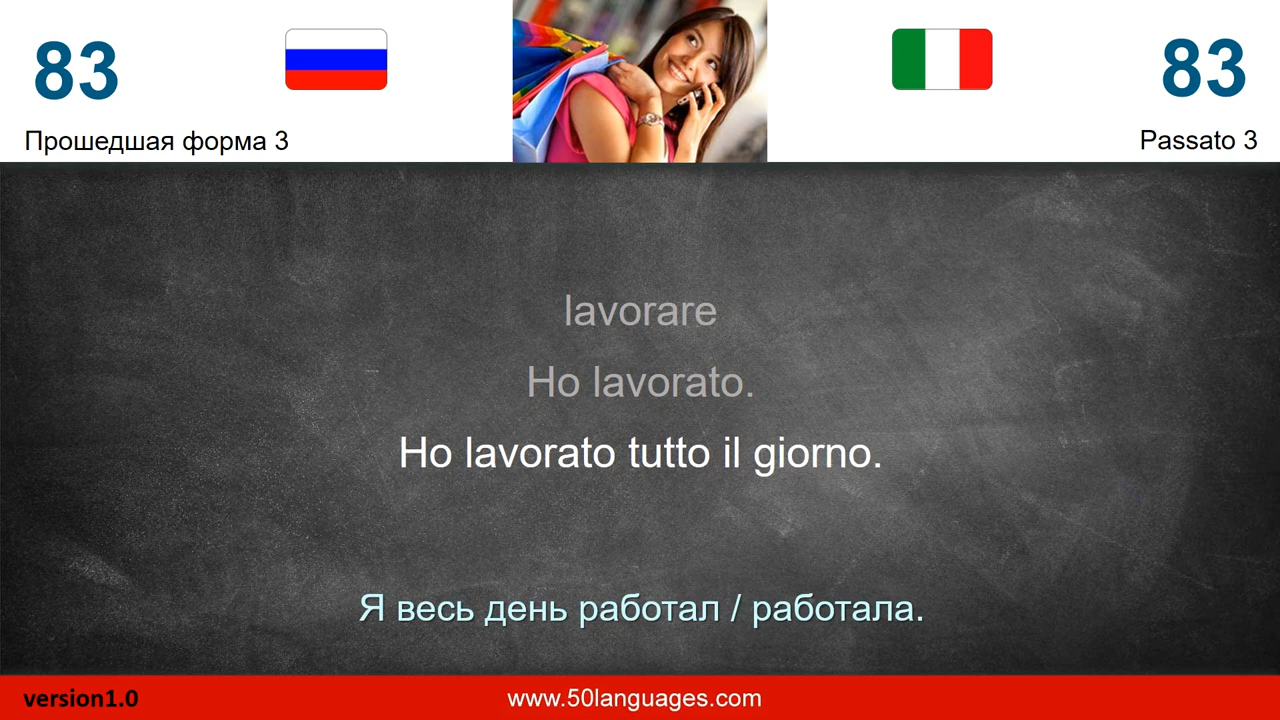 83
83
Прошедшая форма 3
Passato 3
lavorare
Ho lavorato.
Ho lavorato tutto il giorno.
Я весь день работал / работала.
version1.0
www.50languages.com